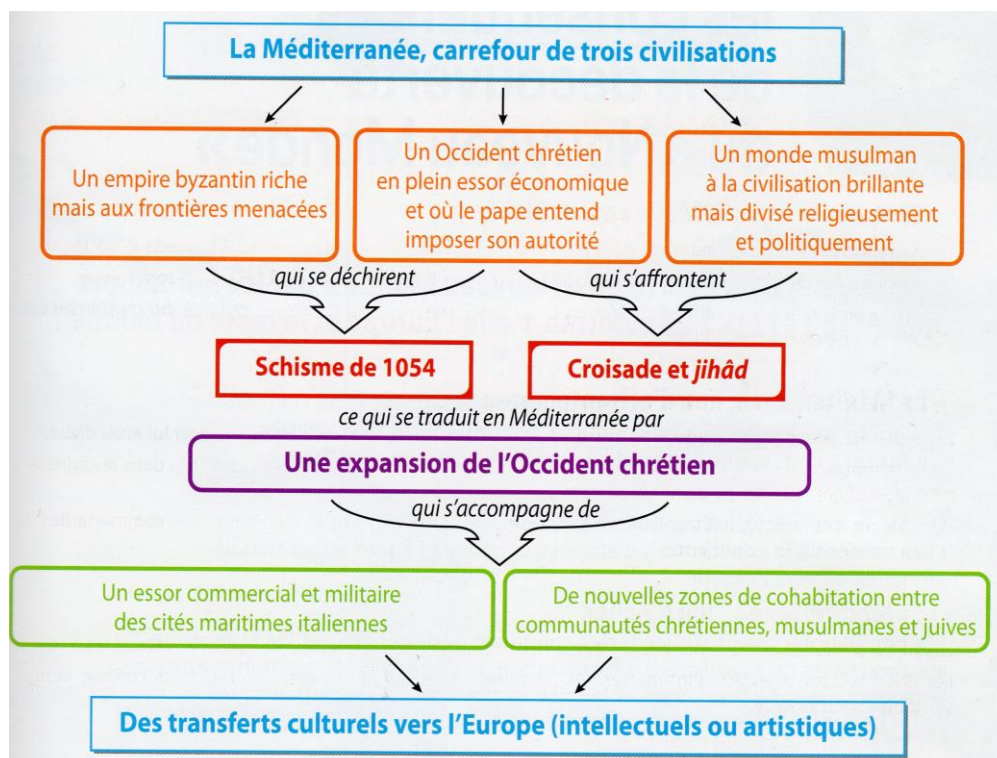 La Méditerranée, carrefour de trois civilisations
Un empire byzantin riche
mais aux frontières menacées
Un Occident chrétien
en plein essor économique
et où le pape entend
imposer son autorité
Un monde musulman
à la civilisation brillante
mais divisé religieusement
et politiquement
qui se déchirent
qui s'affrontent
Schisme de 1054
Croisade et jihâd
ce qui se traduit en Méditerranée par
Une expansion de l'Occident chrétien
qui s'accompagne de
Un essor commercial et militaire
des cités maritimes italiennes
De nouvelles zones de cohabitation entre
communautés chrétiennes, musulmanes et juives
Des transferts culturels vers l'Europe (intellectuels ou artistiques)